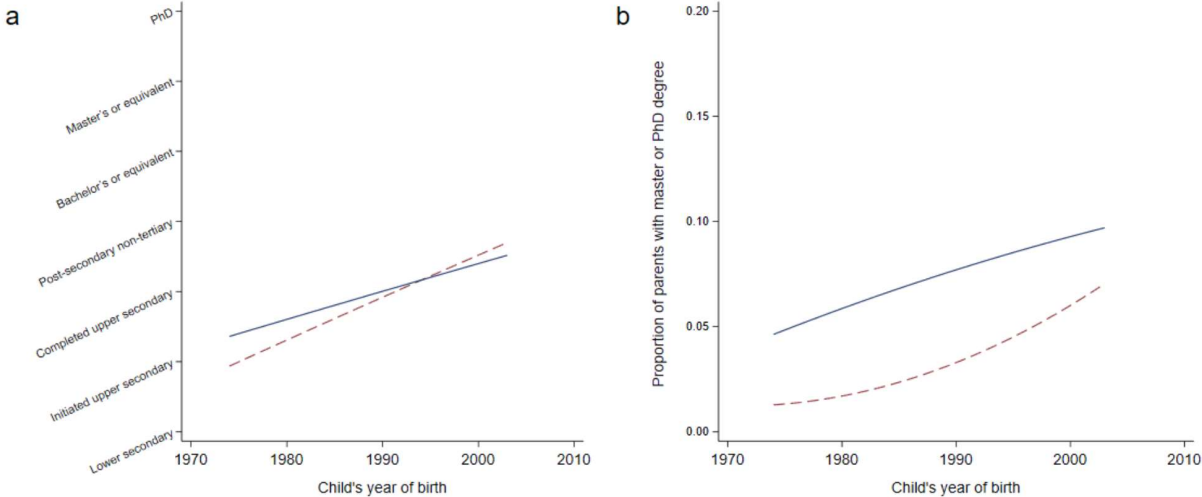 a
PhD
Master's or equivalent
Bachelor's or equivalent
Post-secondary non-tertiary
Completed upper secondary
Initiated upper secondary
Lower secondary
1970 1980 1990 2000 2010
Child's year of birth
b
Proportion of parents with master or PhD degree
0.20
0.15
0.10
0.05
0.00
1970 1980 1990 2000 2010
Child's year of birth